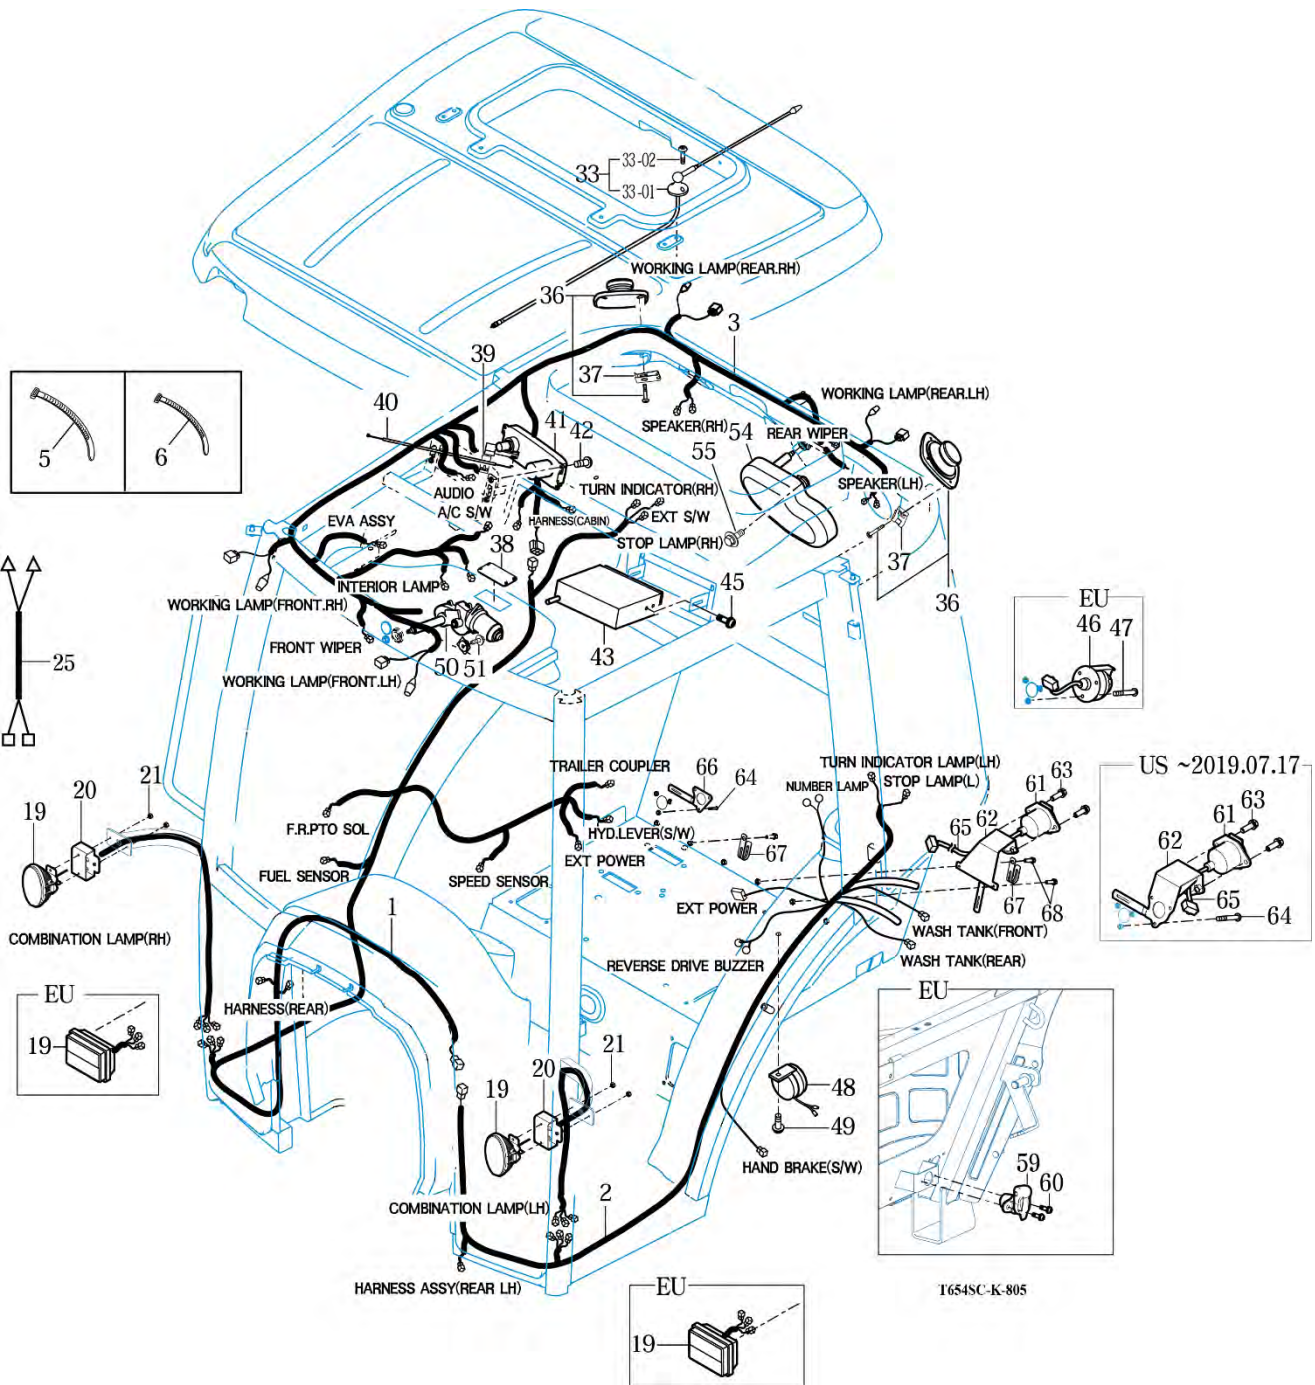 33-02
33
33-01
WORKING LAMP(REAR.RH)
36
3
39
37
WORKING LAMP(REAR.LH)
40
41
42
SPEAKER(RH)
54
REAR WIPER
5
6
55
SPEAKER(LH)
AUDIO
TURN INDICATOR(RH)
A/C S/W
EVA ASSY
HARNESS(CABIN)
EXT S/W
38
STOP LAMP(RH)
37
INTERIOR LAMP
45
36
EU
WORKING LAMP(FRONT.RH)
46
47
FRONT WIPER
50
51
43
25
WORKING LAMP(FRONT.LH)
TRAILER COUPLER
66
64
TURN INDICATOR LAMP(LH)
STOP LAMP(L)
61
63
US ~2019.07.17
19
20
21
NUMBER LAMP
61
63
F.R.PTO SOL
HYD.LEVER(S/W)
65
62
62
67
EXT POWER
FUEL SENSOR
SPEED SENSOR
65
EXT POWER
67
68
64
1
WASH TANK(FRONT)
COMBINATION LAMP(RH)
REVERSE DRIVE BUZZER
WASH TANK(REAR)
EU
EU
HARNESS(REAR)
19
20
21
48
19
49
HAND BRAKE(S/W)
59
60
2
COMBINATION LAMP(LH)
HARNESS ASSY(REAR LH)
EU
T654SC-K-805
19